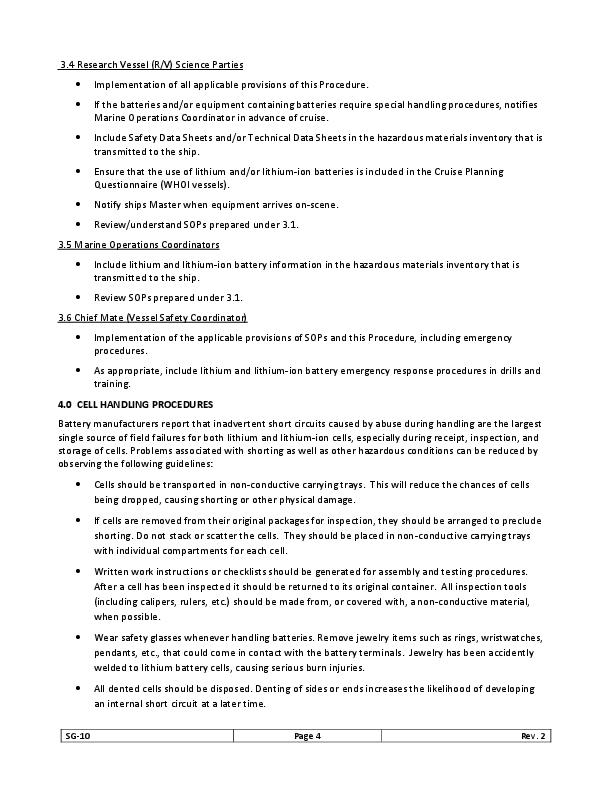 3.4 Research Vessel (R/V) Science Parties
• Implementation of all applicable provisions of this Procedure.
• If the batteries and/or equipment containing batteries require special handling procedures, notifies
Marine Operations Coordinator in advance of cruise.
• Include Safety Data Sheets and/or Technical Data Sheets in the hazardous materials inventory that is
transmitted to the ship.
• Ensure that the use of lithium and/or lithium-ion batteries is included in the Cruise Planning
Questionnaire (WHOI vessels).
• Notify ships Master when equipment arrives on-scene.
• Review/understand SOPs prepared under 3.1.
3.5 Marine Operations Coordinators
• Include lithium and lithium-ion battery information in the hazardous materials inventory that is
transmitted to the ship.
• Review SOPs prepared under 3.1.
3.6 Chief Mate (Vessel Safety Coordinator)
• Implementation of the applicable provisions of SOPs and this Procedure, including emergency
procedures.
• As appropriate, include lithium and lithium-ion battery emergency response procedures in drills and
training.
4.0 CELL HANDLING PROCEDURES
Battery manufacturers report that inadvertent short circuits caused by abuse during handling are the largest
single source of field failures for both lithium and lithium-ion cells, especially during receipt, inspection, and
storage of cells. Problems associated with shorting as well as other hazardous conditions can be reduced by
observing the following guidelines:
• Cells should be transported in non-conductive carrying trays. This will reduce the chances of cells
being dropped, causing shorting or other physical damage.
• If cells are removed from their original packages for inspection, they should be arranged to preclude
shorting. Do not stack or scatter the cells. They should be placed in non-conductive carrying trays
with individual compartments for each cell.
• Written work instructions or checklists should be generated for assembly and testing procedures.
After a cell has been inspected it should be returned to its original container. All inspection tools
(including calipers, rulers, etc.) should be made from, or covered with, a non-conductive material,
when possible.
• Wear safety glasses whenever handling batteries. Remove jewelry items such as rings, wristwatches,
pendants, etc., that could come in contact with the battery terminals. Jewelry has been accidently
welded to lithium battery cells, causing serious burn injuries.
• All dented cells should be disposed. Denting of sides or ends increases the likelihood of developing
an internal short circuit at a later time.
SG-10 Page 4 Rev. 2